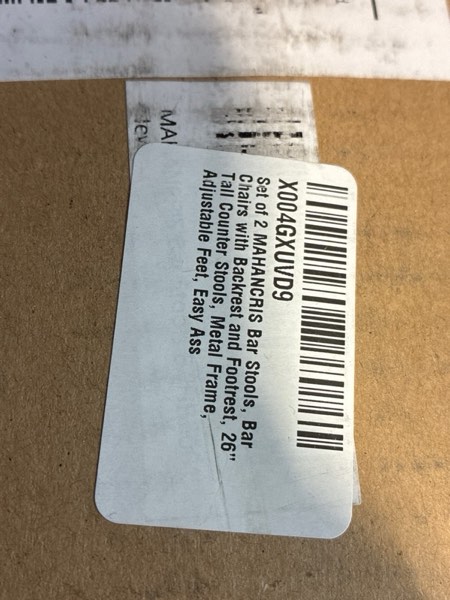 X004GXUVD9
Set of 2 MAHANCRIS Bar Stools, Bar
Chairs with Backrest and Footrest, 26"
Tall Counter Stools, Metal Frame,
Adjustable Feet, Easy Ass